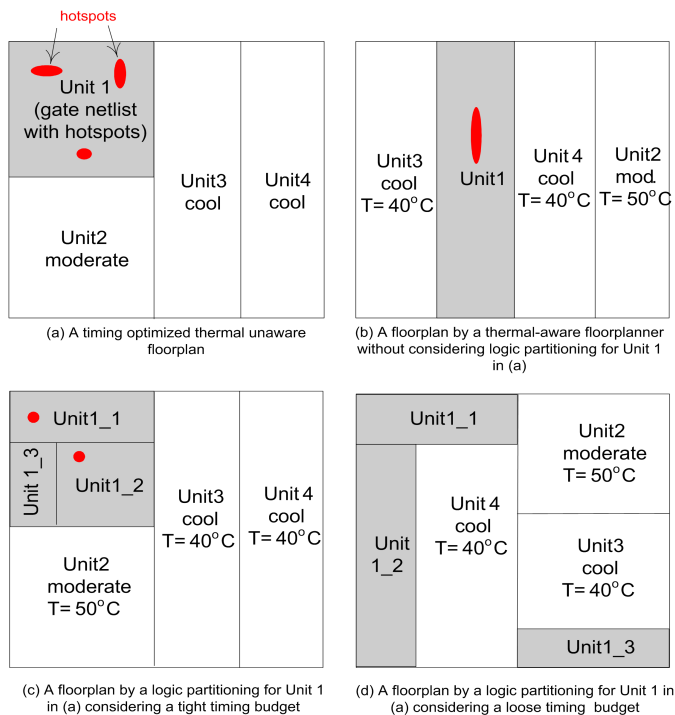 hotspots
Unit 1
(gate netlist
with hotspots)
Unit2
moderate
Unit3
cool
Unit4
cool
(a) A timing optimized thermal unaware
floorplan
Unit3
cool
T= 40°C
Unit1
Unit 4
cool
T= 40°C
Unit2
mod.
T= 50°C
(b) A floorplan by a thermal-aware floorplanner
without considering logic partitioning for Unit 1
in (a)
Unit1_1
Unit 1_3
Unit1_2
Unit2
moderate
T= 50°C
Unit3
cool
T= 40°C
Unit 4
cool
T= 40°C
(c) A floorplan by a logic partitioning for Unit 1
in (a) considering a tight timing budget
Unit1_1
Unit
1_2
Unit 4
cool
T= 40°C
Unit2
moderate
T= 50°C
Unit3
cool
T= 40°C
Unit1_3
(d) A floorplan by a logic partitioning for Unit 1 in
(a) considering a loose timing budget